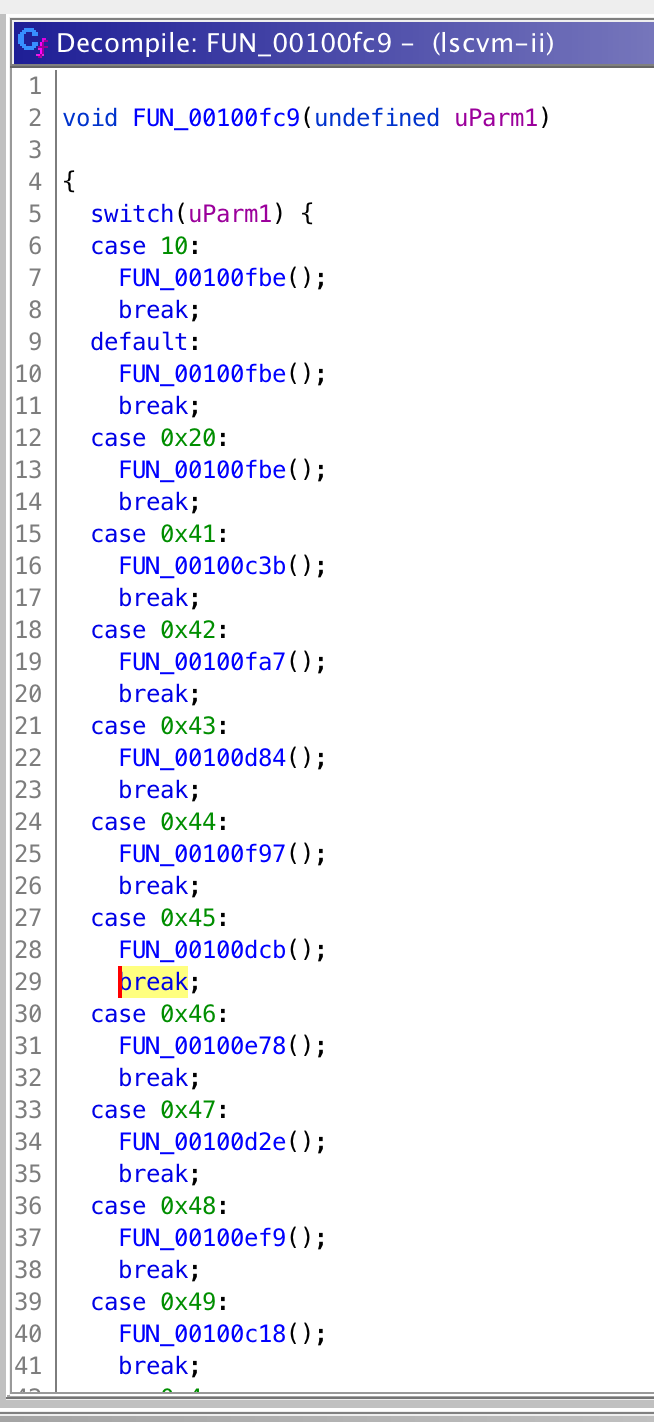 Decompile: FUN_00100fc9 – (lscvm-ii)
1
2 void FUN_00100fc9(undefined uParm1)
3
4 {
5   switch(uParm1) {
6   case 10:
7     FUN_00100fbe();
8     break;
9   default:
10     FUN_00100fbe();
11     break;
12   case 0x20:
13     FUN_00100fbe();
14     break;
15   case 0x41:
16     FUN_00100c3b();
17     break;
18   case 0x42:
19     FUN_00100fa7();
20     break;
21   case 0x43:
22     FUN_00100d84();
23     break;
24   case 0x44:
25     FUN_00100f97();
26     break;
27   case 0x45:
28     FUN_00100dcb();
29     break;
30   case 0x46:
31     FUN_00100e78();
32     break;
33   case 0x47:
34     FUN_00100d2e();
35     break;
36   case 0x48:
37     FUN_00100ef9();
38     break;
39   case 0x49:
40     FUN_00100c18();
41     break;